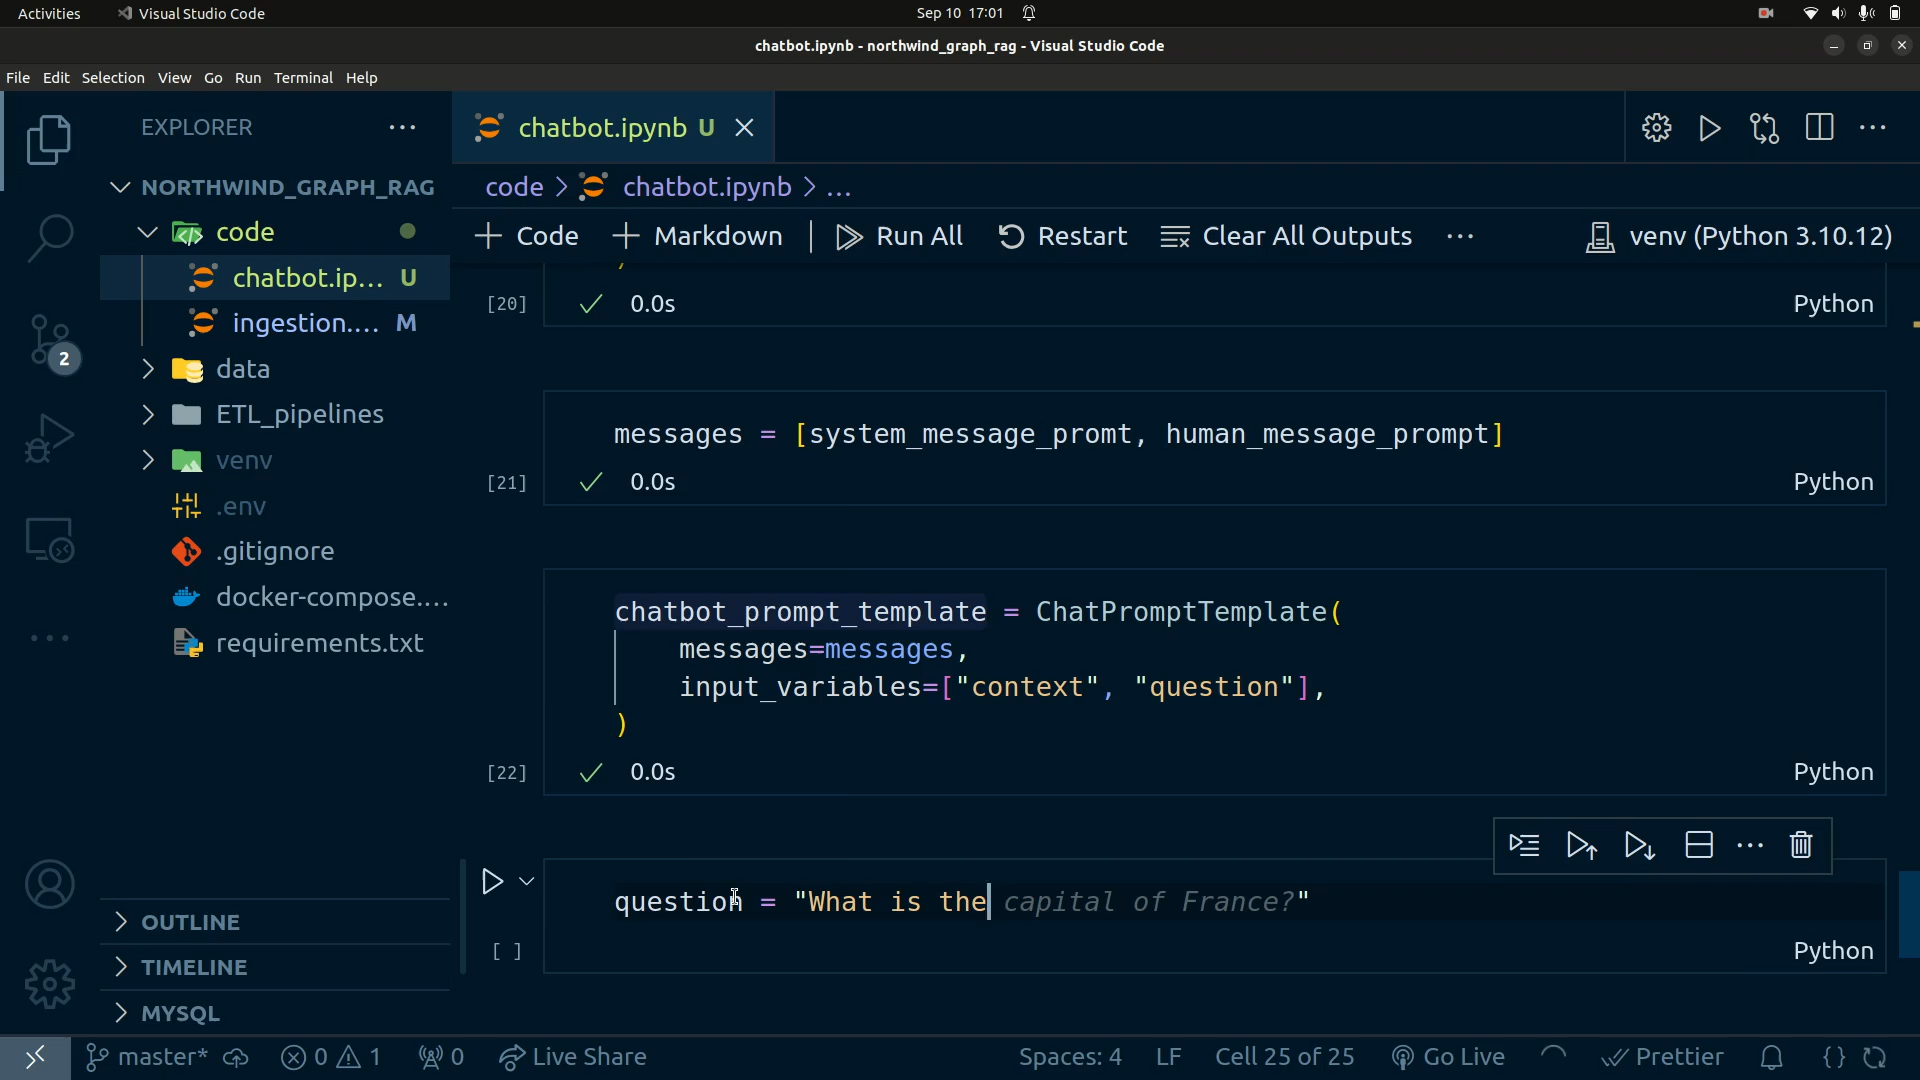 Activities Visual Studio Code Sep 10 17:01
chatbot.ipynb - northwind_graph_rag - Visual Studio Code
File Edit Selection View Go Run Terminal Help
EXPLORER
NORTHWIND_GRAPH_RAG
code
chatbot.ip... U
ingestion.... M
data
ETL_pipelines
venv
.env
.gitignore
docker-compose....
requirements.txt
OUTLINE
TIMELINE
MYSQL
2
chatbot.ipynb U
code > chatbot.ipynb > ...
Code Markdown Run All Restart Clear All Outputs ... venv (Python 3.10.12)
)
[20] 0.0s Python
messages = [system_message_promt, human_message_prompt]
[21] 0.0s Python
chatbot_prompt_template = ChatPromptTemplate(
messages=messages,
input_variables=["context", "question"],
)
[22] 0.0s Python
question = "What is the capital of France?"
[ ] Python
master* 0 1 0 Live Share Spaces: 4 LF Cell 25 of 25 Go Live Prettier {}